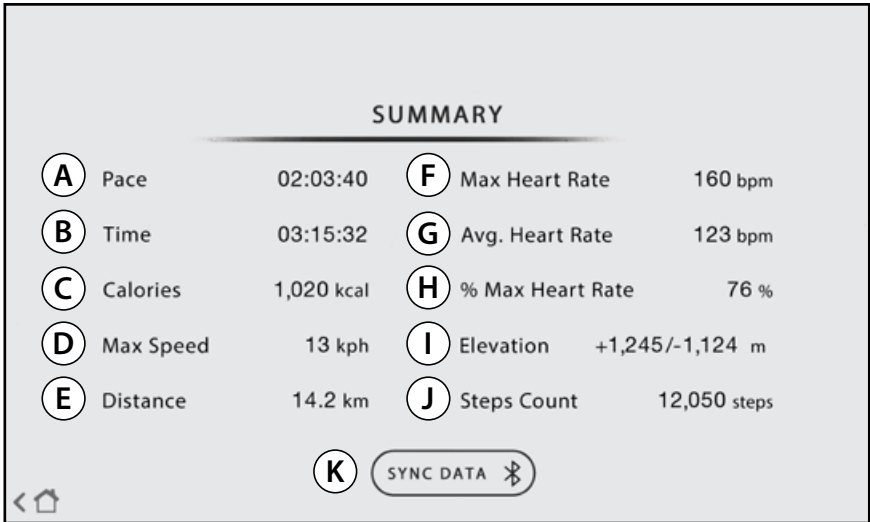 SUMMARY
A Pace 02:03:40 F Max Heart Rate 160 bpm
B Time 03:15:32 G Avg. Heart Rate 123 bpm
C Calories 1,020 kcal H % Max Heart Rate 76 %
D Max Speed 13 kph I Elevation +1,245/-1,124 m
E Distance 14.2 km J Steps Count 12,050 steps
K SYNC DATA